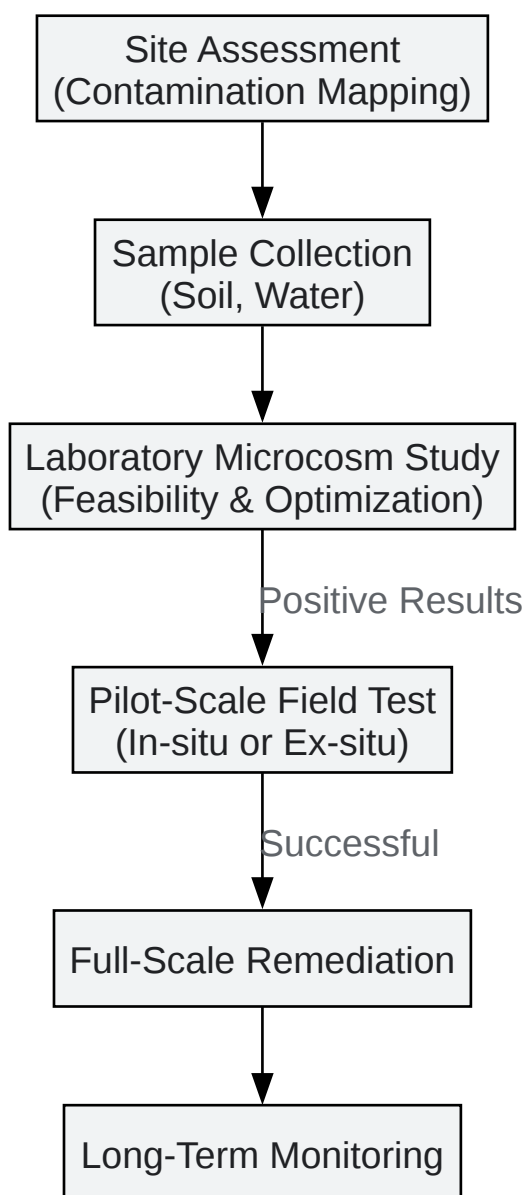 Site Assessment
(Contamination Mapping)
Sample Collection
(Soil, Water)
Laboratory Microcosm Study
(Feasibility & Optimization)
Positive Results
Pilot-Scale Field Test
(In-situ or Ex-situ)
Successful
Full-Scale Remediation
Long-Term Monitoring